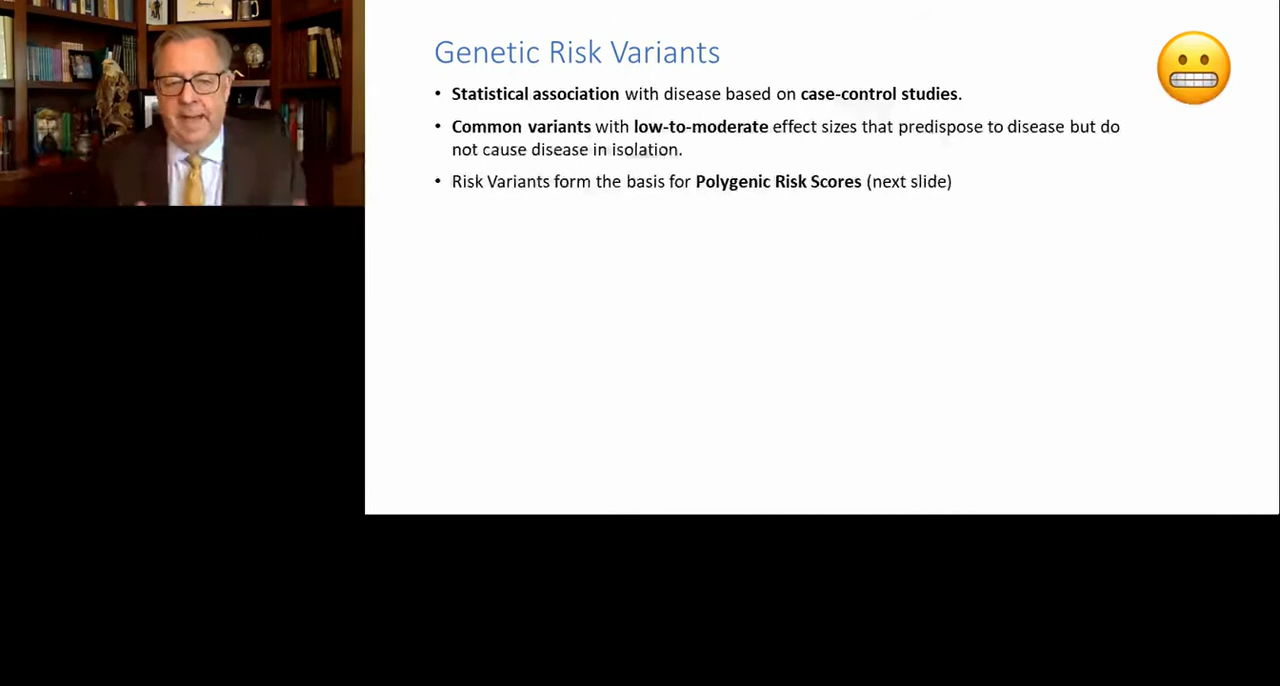 Genetic Risk Variants
• Statistical association with disease based on case-control studies.
• Common variants with low-to-moderate effect sizes that predispose to disease but do
not cause disease in isolation.
• Risk Variants form the basis for Polygenic Risk Scores (next slide)